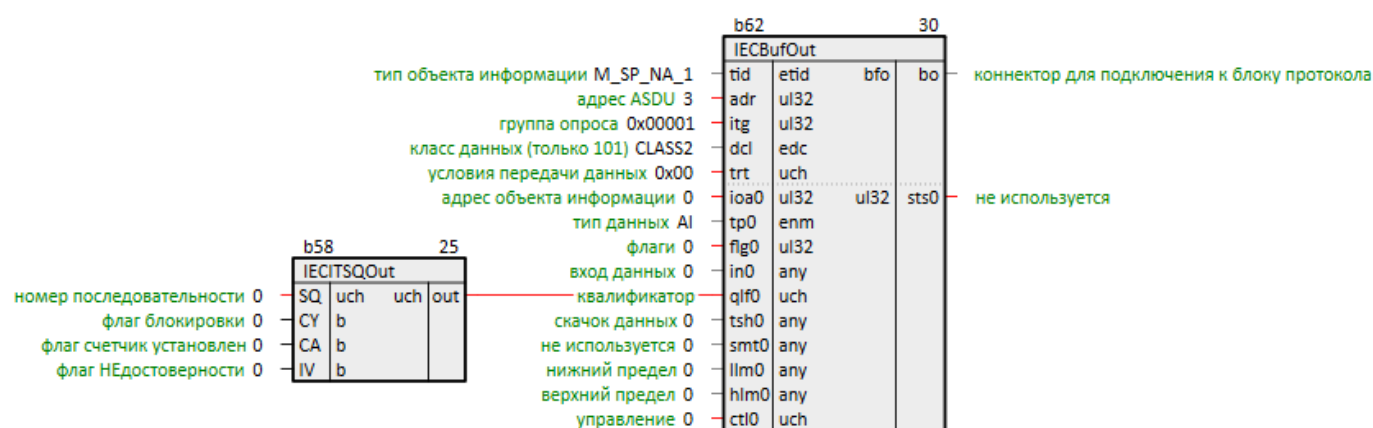 b62 30
IECBufOut
тип объекта информации M_SP_NA_1 tid etid bfo bo коннектор для подключения к блоку протокола
адрес ASDU 3 adr ul32
группа опроса 0x00001 itg ul32
класс данных (только 101) CLASS2 dcl edc
условия передачи данных 0x00 trt uch
адрес объекта информации 0 ioa0 ul32 ul32 sts0 не используется
тип данных AI tp0 enm
b58 25 флаги 0 flg0 ul32
IECITSQOut вход данных 0 in0 any
номер последовательности 0 SQ uch uch out квалификатор qlf0 uch
флаг блокировки 0 CY b скачок данных 0 tsh0 any
флаг счетчик установлен 0 CA b не используется 0 smt0 any
флаг НЕдостоверности 0 IV b нижний предел 0 llm0 any
верхний предел 0 hlm0 any
управление 0 ctl0 uch